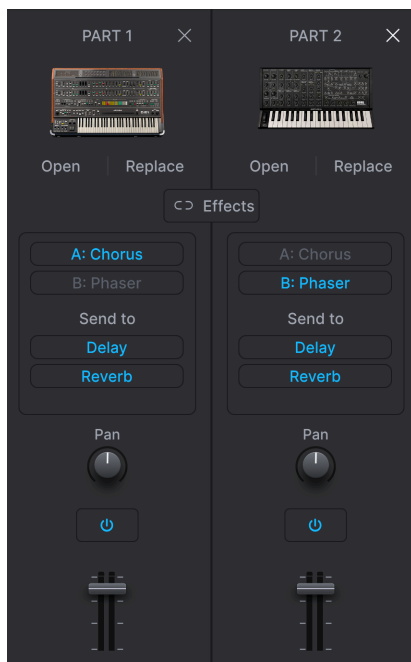 PART 1
PART 2
Open
Replace
Open
Replace
Effects
A: Chorus
B: Phaser
Send to
Delay
Reverb
Pan
A: Chorus
B: Phaser
Send to
Delay
Reverb
Pan